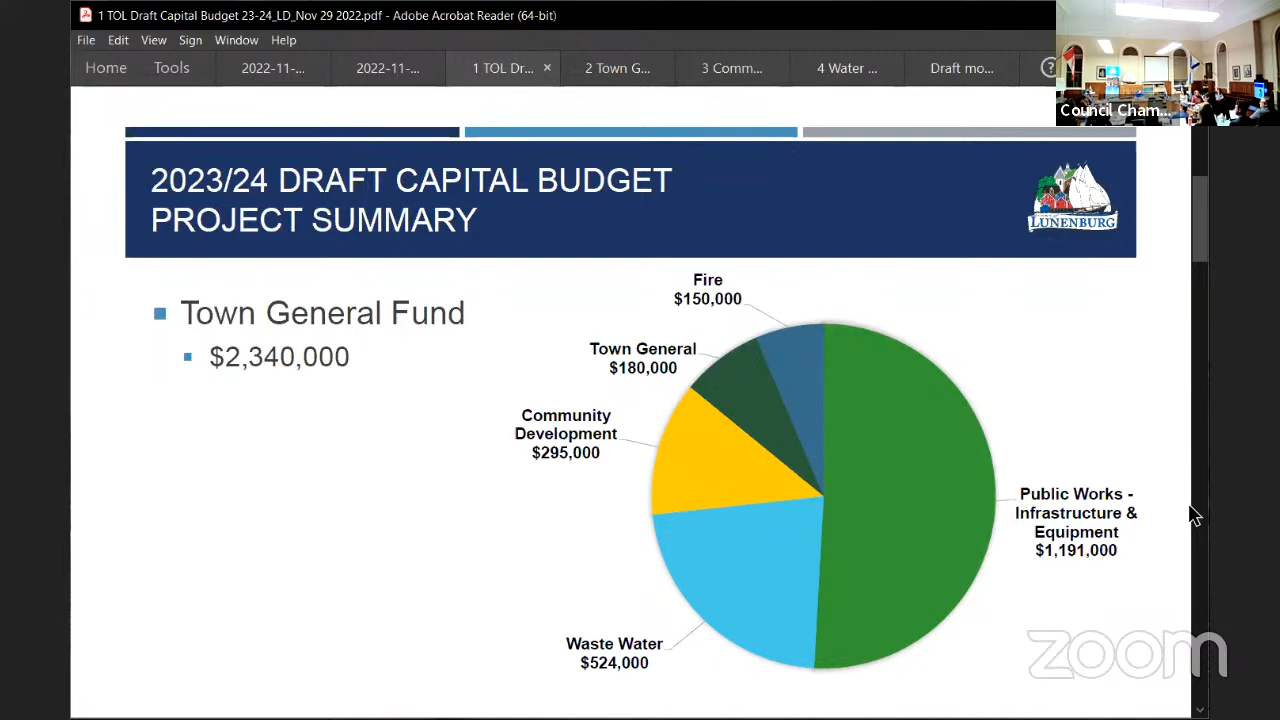 1 TOL Draft Capital Budget 23-24_LD_Nov 29 2022.pdf - Adobe Acrobat Reader (64-bit)
File Edit View Sign Window Help
Home Tools 2022-11-... 2022-11-... 1 TOL Dr... × 2 Town G... 3 Comm... 4 Water ... Draft mo... ?
Council Cham...
2023/24 DRAFT CAPITAL BUDGET
PROJECT SUMMARY
LUNENBURG
Town General Fund
$2,340,000
Fire
$150,000
Town General
$180,000
Community
Development
$295,000
Public Works -
Infrastructure &
Equipment
$1,191,000
Waste Water
$524,000
zoom